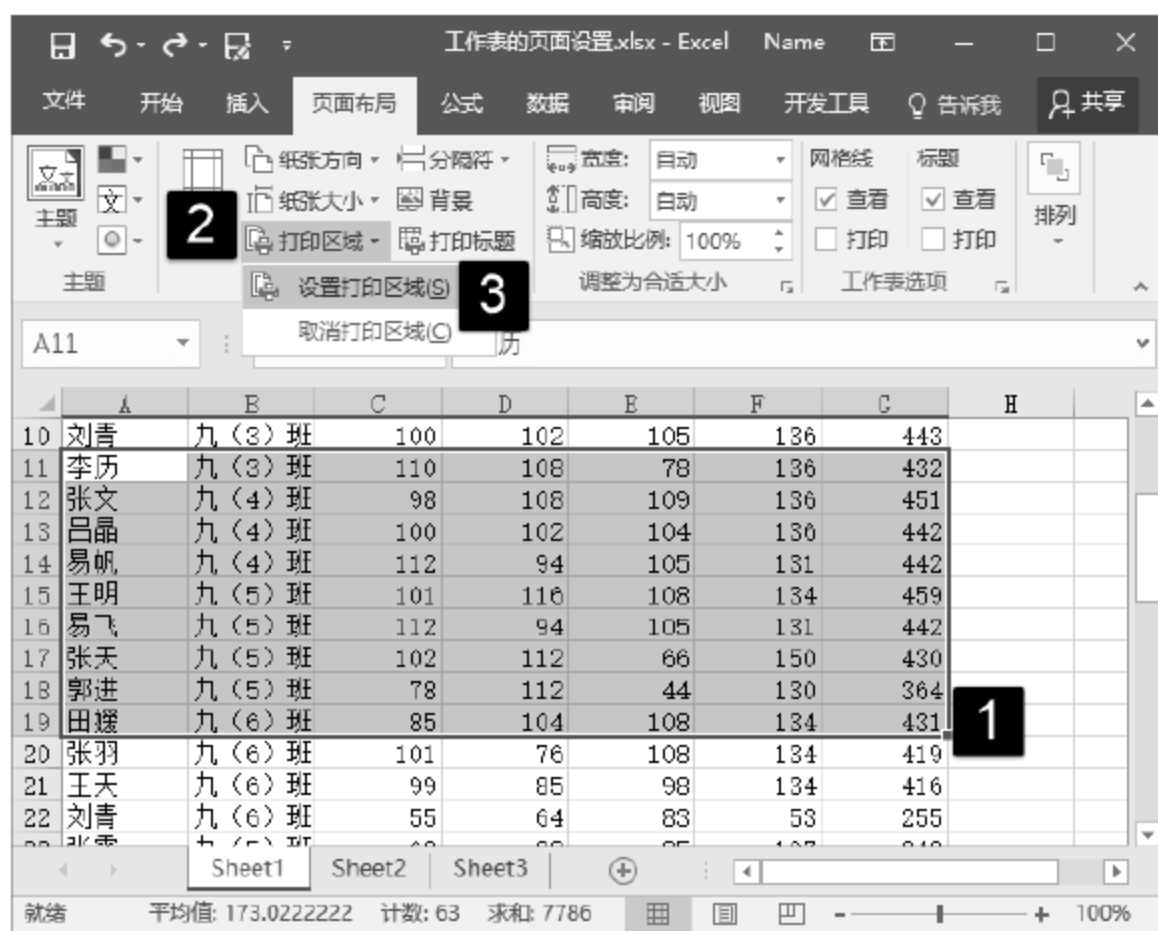 工作表的页面设置.xlsx - Excel Name
文件 开始 插入 页面布局 公式 数据 审阅 视图 开发工具 告诉我 共享
文 纸张方向 分隔符 宽度: 自动 网格线 标题
主题 文 2 纸张大小 背景 高度: 自动 查看 查看 排列
打印区域 打印标题 缩放比例: 100% 打印 打印
主题 设置打印区域(S) 3 调整为合适大小 工作表选项
取消打印区域(C)
A11 历
A B C D E F G H
10 刘青 九（3）班 100 102 105 136 443
11 李历 九（3）班 110 108 78 136 432
12 张文 九（4）班 98 108 109 136 451
13 吕晶 九（4）班 100 102 104 136 442
14 易帆 九（4）班 112 94 105 131 442
15 王明 九（5）班 101 116 108 134 459
16 易飞 九（5）班 112 94 105 131 442
17 张天 九（5）班 102 112 66 150 430
18 郭进 九（5）班 78 112 44 130 364
19 田媛 九（6）班 85 104 108 134 431 1
20 张羽 九（6）班 101 76 108 134 419
21 王天 九（6）班 99 85 98 134 416
22 刘青 九（6）班 55 64 83 53 255
Sheet1 Sheet2 Sheet3
就绪 平均值: 173.0222222 计数: 63 求和: 7786 100%